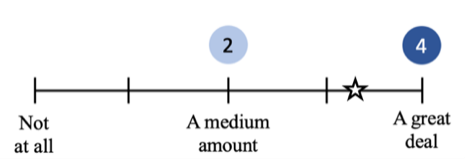 2
4
Not
at all
A medium
amount
A great
deal